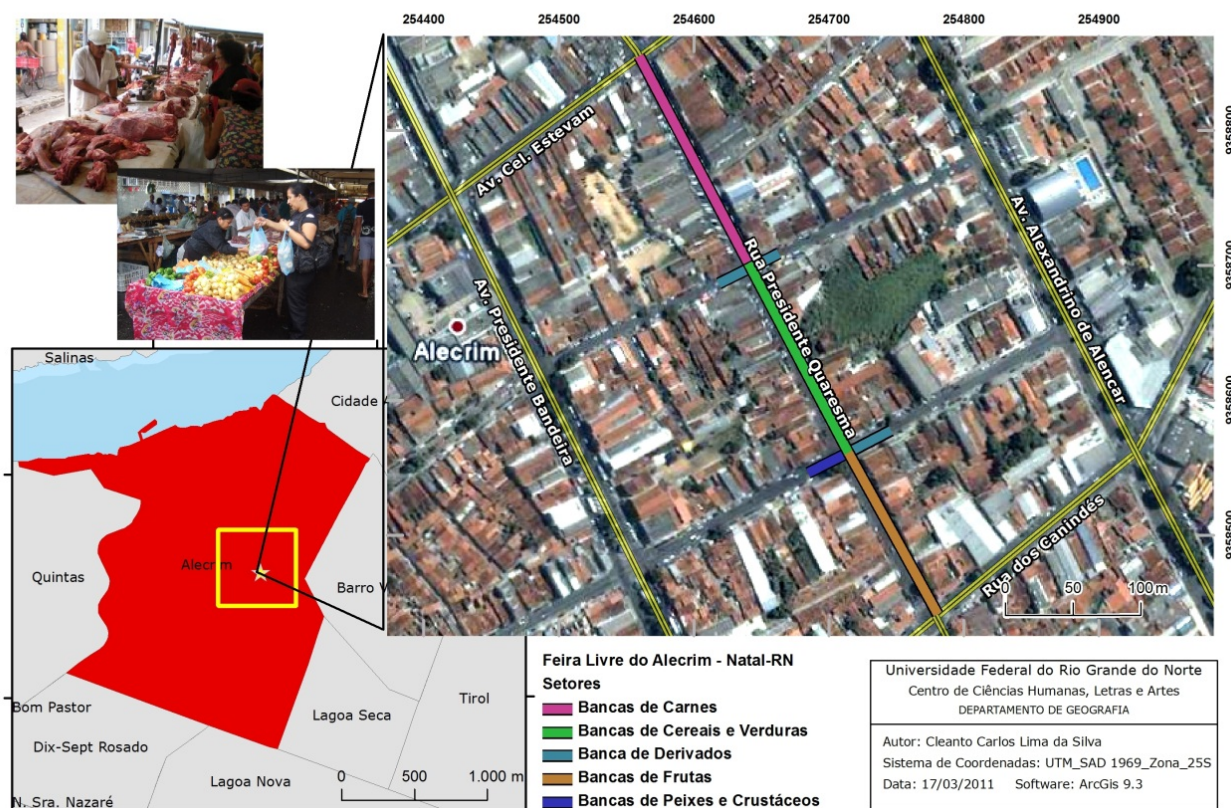 254400 254500 254600 254700 254800 254900
9358800
9358700
9358600
9358500
Av. Cel. Estevam
Av. Presidente Bandeira
Rua Presidente Quaresma
Av. Alexandrino de Alencar
Rua dos Canindés
Alecrim
0 50 100 m
Salinas
Cidade
Quintas
Alecrim
Barro
Bom Pastor
Dix-Sept Rosado
N. Sra. Nazaré
Lagoa Seca
Lagoa Nova
Tirol
0 500 1.000 m
Feira Livre do Alecrim - Natal-RN
Setores
Bancas de Carnes
Bancas de Cereais e Verduras
Banca de Derivados
Bancas de Frutas
Bancas de Peixes e Crustáceos
Universidade Federal do Rio Grande do Norte
Centro de Ciências Humanas, Letras e Artes
DEPARTAMENTO DE GEOGRAFIA
Autor: Cleanto Carlos Lima da Silva
Sistema de Coordenadas: UTM_SAD 1969_Zona_25S
Data: 17/03/2011 Software: ArcGis 9.3